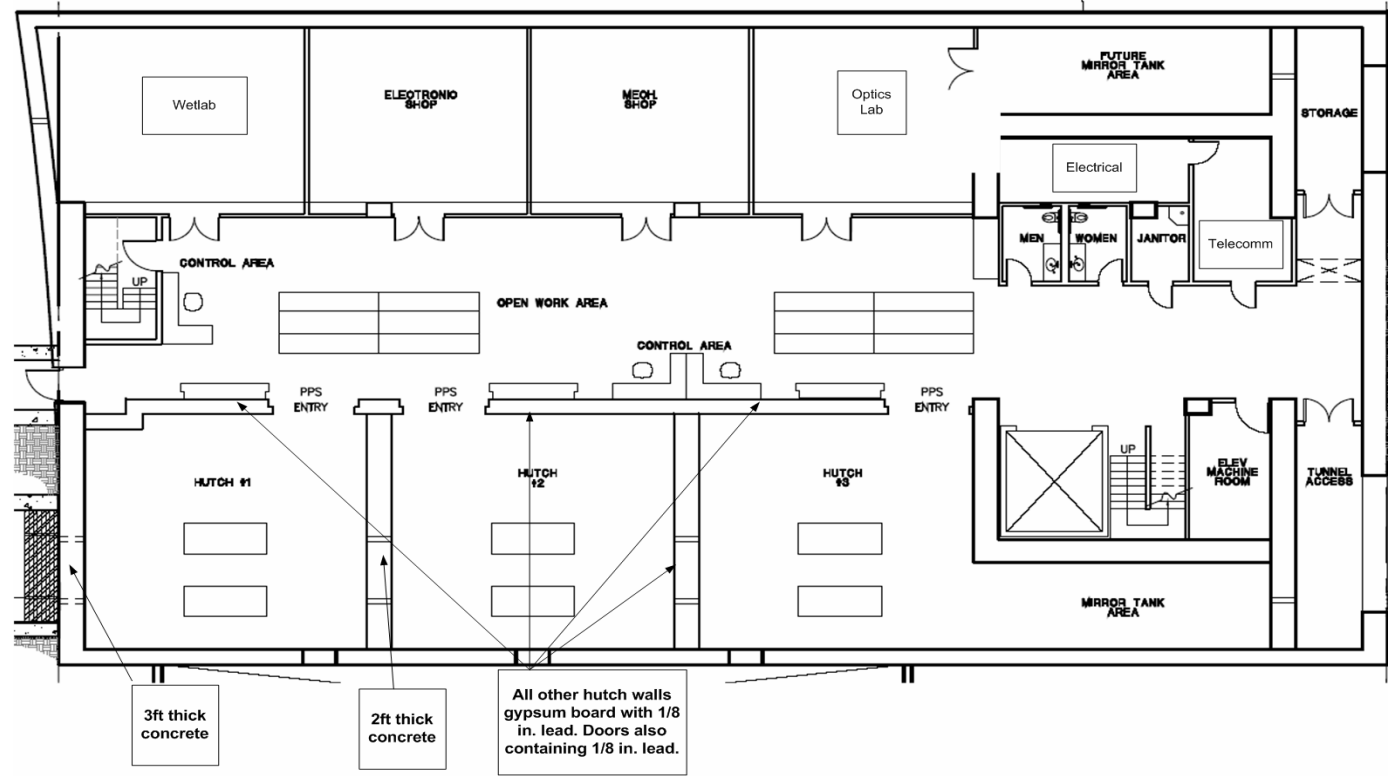 FUTURE
MIRROR TANK
AREA
Wetlab
ELECTRONIC
SHOP
MECH.
SHOP
Optics
Lab
STORAGE
Electrical
MEN
WOMEN
JANITOR
Telecomm
CONTROL AREA
UP
OPEN WORK AREA
CONTROL AREA
PPS
ENTRY
PPS
ENTRY
PPS
ENTRY
UP
HUTCH #1
HUTCH
#2
HUTCH
#3
ELEV
MACHINE
ROOM
TUNNEL
ACCESS
MIRROR TANK
AREA
3ft thick
concrete
2ft thick
concrete
All other hutch walls
gypsum board with 1/8
in. lead. Doors also
containing 1/8 in. lead.